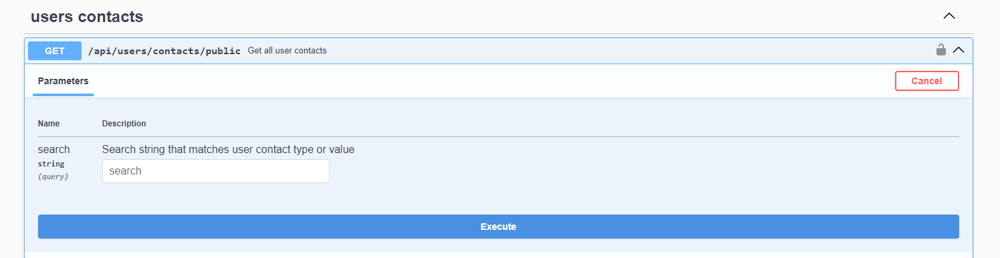 users contacts
GET /api/users/contacts/public Get all user contacts
Parameters Cancel
Name Description
search Search string that matches user contact type or value
string
search
(query)
Execute